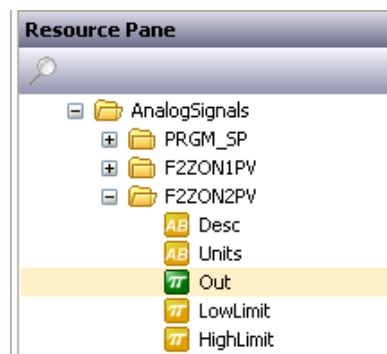 Resource Pane
AnalogSignals
PRGM_SP
F2ZON1PV
F2ZON2PV
AB Desc
AB Units
π Out
π LowLimit
π HighLimit